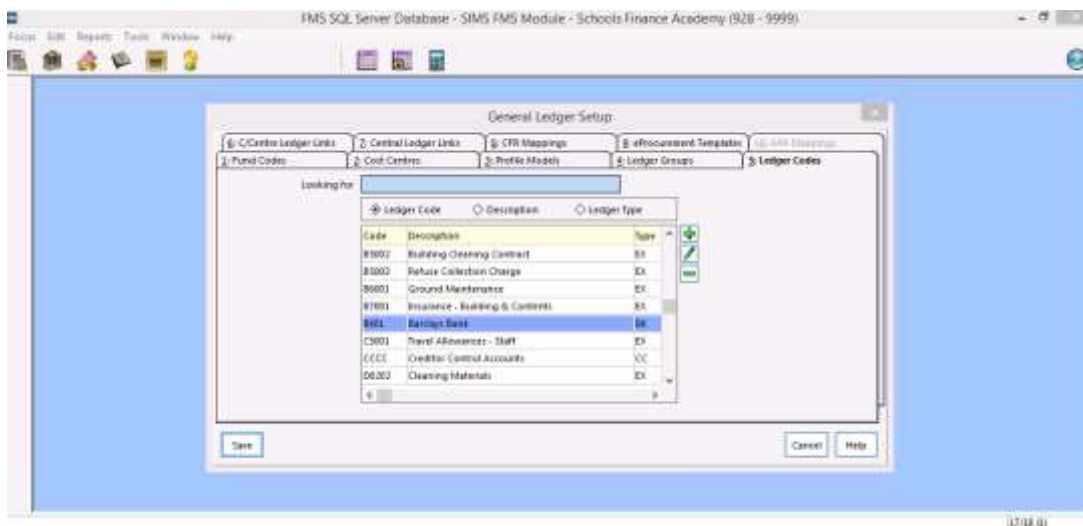 FMS SQL Server Database - SIMS FMS Module - Schools Finance Academy (928 - 9999)
Focus Edit Reports Tools Window Help
General Ledger Setup
6: C/Centre Ledger Links 7: Central Ledger Links 8: CFR Mappings 9: eProcurement Templates
1: Fund Codes 2: Cost Centres 3: Profile Models 4: Ledger Groups 5: Ledger Codes
Looking for
Ledger Code Description Ledger Type
Code Description Type
Building Cleaning Contract EX
Refuse Collection Charge EX
B6001 Ground Maintenance EX
B7001 Insurance - Building & Contents EX
BK01 Barclays Bank BK
C5001 Travel Allowances - Staff EX
CCCC Creditor Control Accounts CC
D6202 Cleaning Materials EX
Save Cancel Help